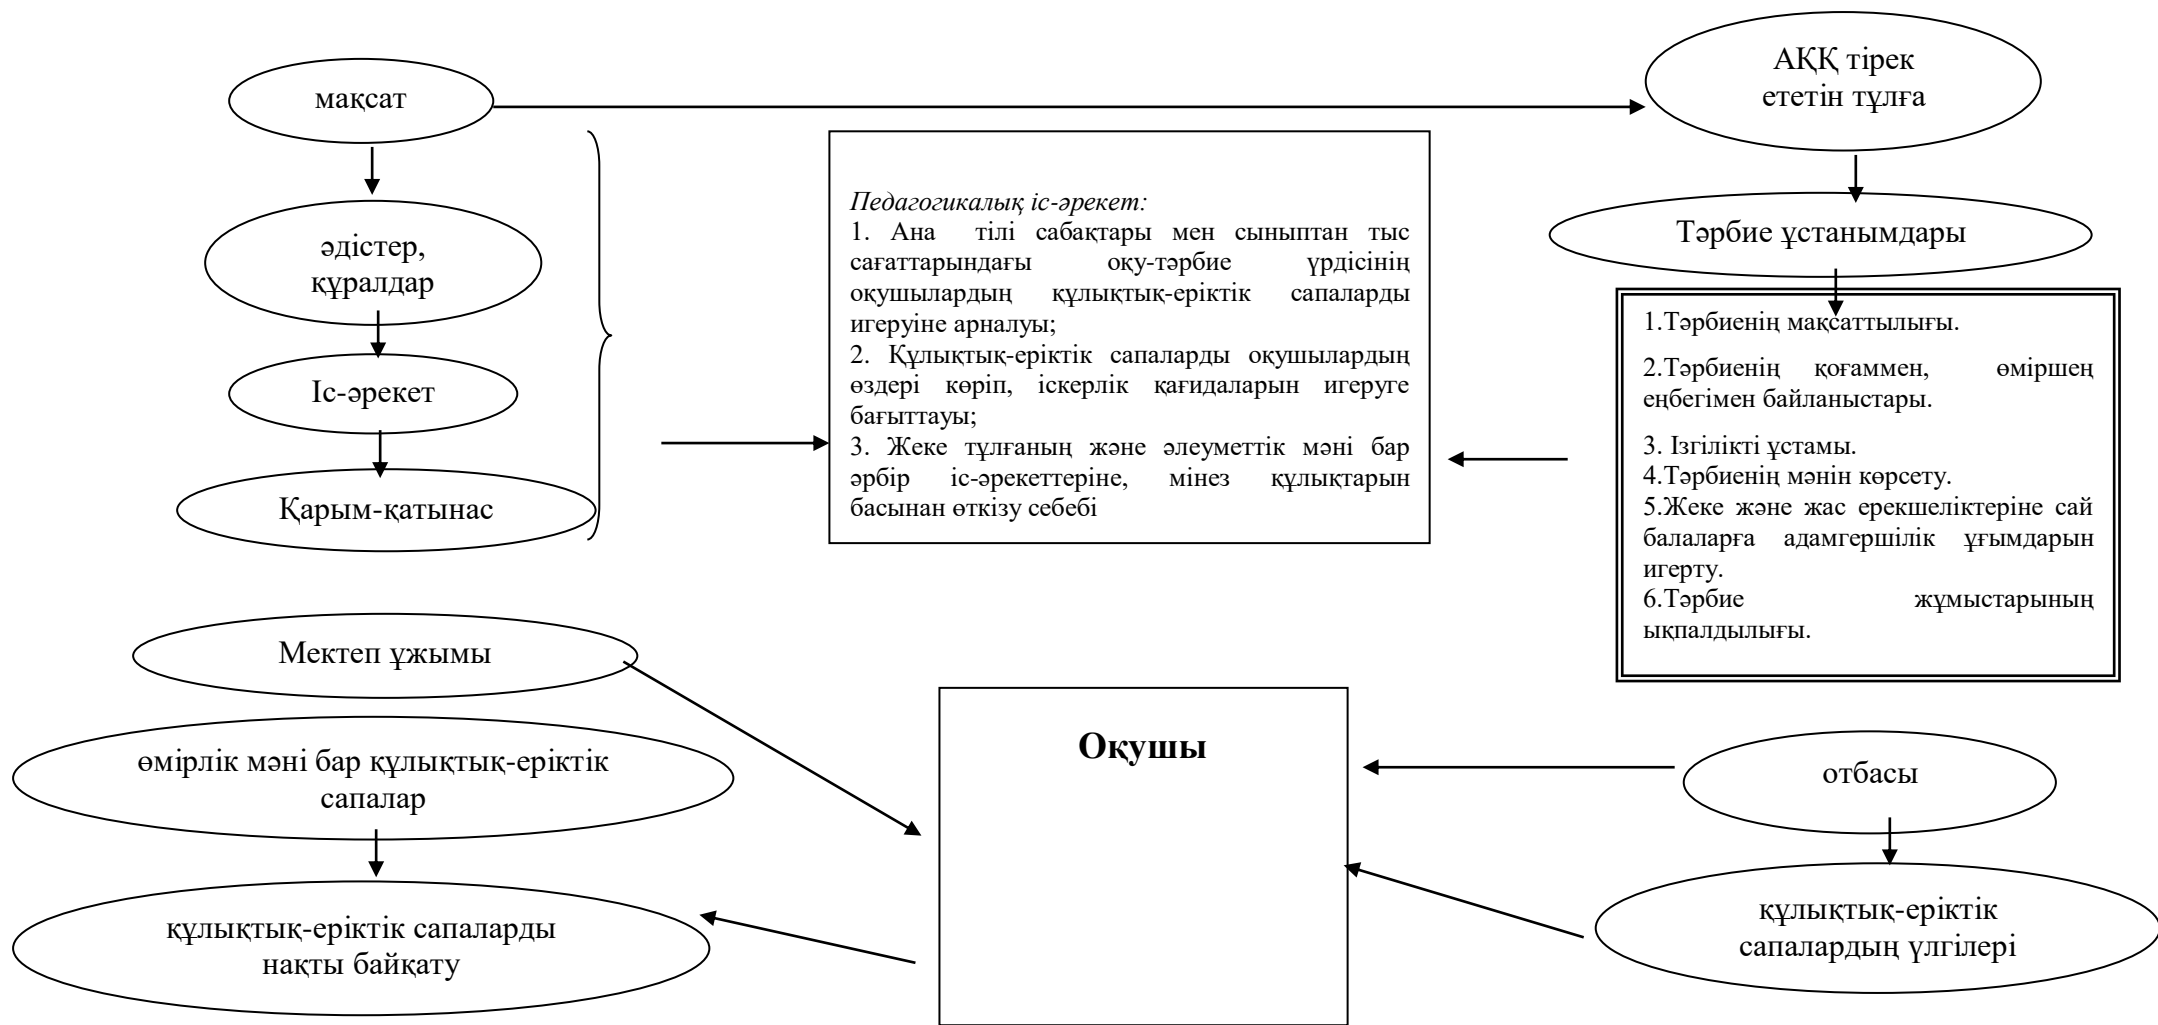 мақсат
АҚҚ тірек
ететін тұлға
әдістер,
құралдар
Іс-әрекет
Қарым-қатынас
Педагогикалық іс-әрекет:
1. Ана тілі сабақтары мен сыныптан тыс
сағаттарындағы оқу-тәрбие үрдісінің
оқушылардың құлықтық-еріктік сапаларды
игеруіне арналуы;
2. Құлықтық-еріктік сапаларды оқушылардың
өздері көріп, іскерлік қағидаларын игеруге
бағыттауы;
3. Жеке тұлғаның және әлеуметтік мәні бар
әрбір іс-әрекеттеріне, мінез құлықтарын
басынан өткізу себебі
Тәрбие ұстанымдары
1.Тәрбиенің мақсаттылығы.
2.Тәрбиенің қоғаммен, өміршең
еңбегімен байланыстары.
3. Ізгілікті ұстамы.
4.Тәрбиенің мәнін көрсету.
5.Жеке және жас ерекшеліктеріне сай
балаларға адамгершілік ұғымдарын
игерту.
6.Тәрбие жұмыстарының
ықпалдылығы.
Мектеп ұжымы
өмірлік мәні бар құлықтық-еріктік
сапалар
құлықтық-еріктік сапаларды
нақты байқату
Оқушы
отбасы
құлықтық-еріктік
сапалардың үлгілері